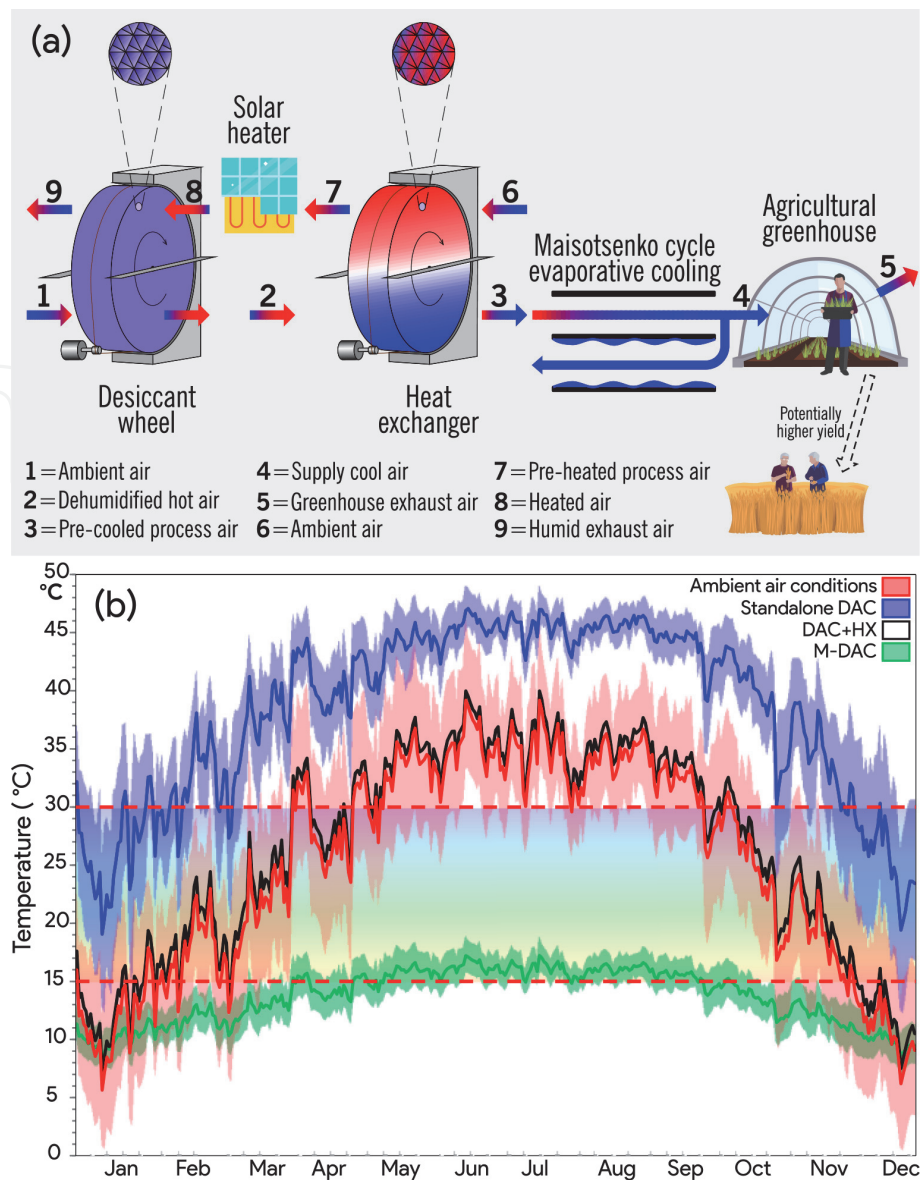 (a)
Solar
heater
9
8
7
6
Maisotsenko cycle
evaporative cooling
Agricultural
greenhouse
5
1
2
3
4
Desiccant
wheel
Heat
exchanger
Potentially
higher yield
1=Ambient air
2=Dehumidified hot air
3=Pre-cooled process air
4=Supply cool air
5=Greenhouse exhaust air
6=Ambient air
7=Pre-heated process air
8=Heated air
9=Humid exhaust air
(b)
°C
Ambient air conditions
Standalone DAC
DAC+HX
M-DAC
Temperature (°C)
50
45
40
35
30
25
20
15
10
5
0
Jan Feb Mar Apr May Jun Jul Aug Sep Oct Nov Dec